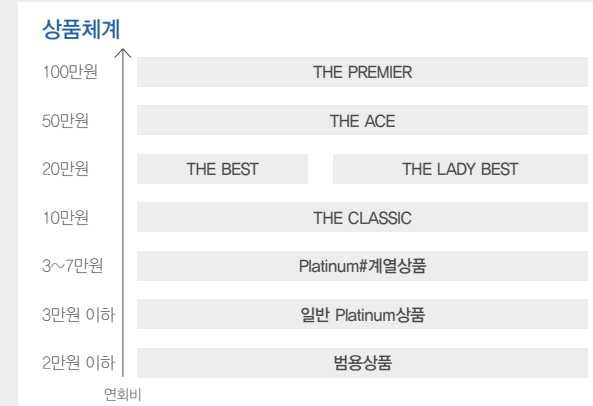 상품체계
100만원 THE PREMIER
50만원 THE ACE
20만원 THE BEST THE LADY BEST
10만원 THE CLASSIC
3～7만원 Platinum#계열상품
3만원 이하 일반 Platinum상품
2만원 이하 범용상품
연회비